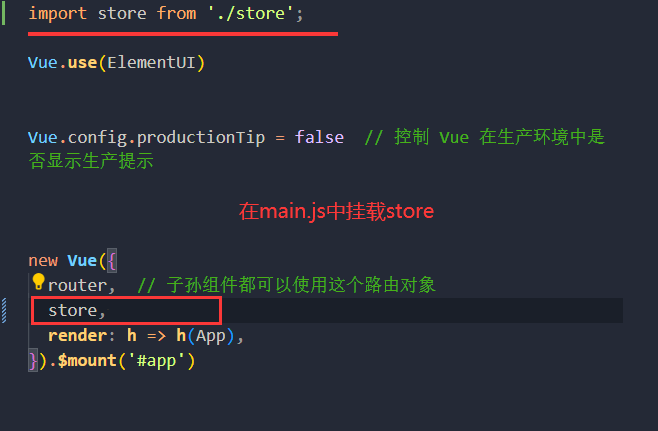 import store from './store';
Vue.use(ElementUI)
Vue.config.productionTip = false  // 控制 Vue 在生产环境中是
否显示生产提示
在main.js中挂载store
new Vue({
router,  // 子孙组件都可以使用这个路由对象
store,
render: h => h(App),
}).$mount('#app')